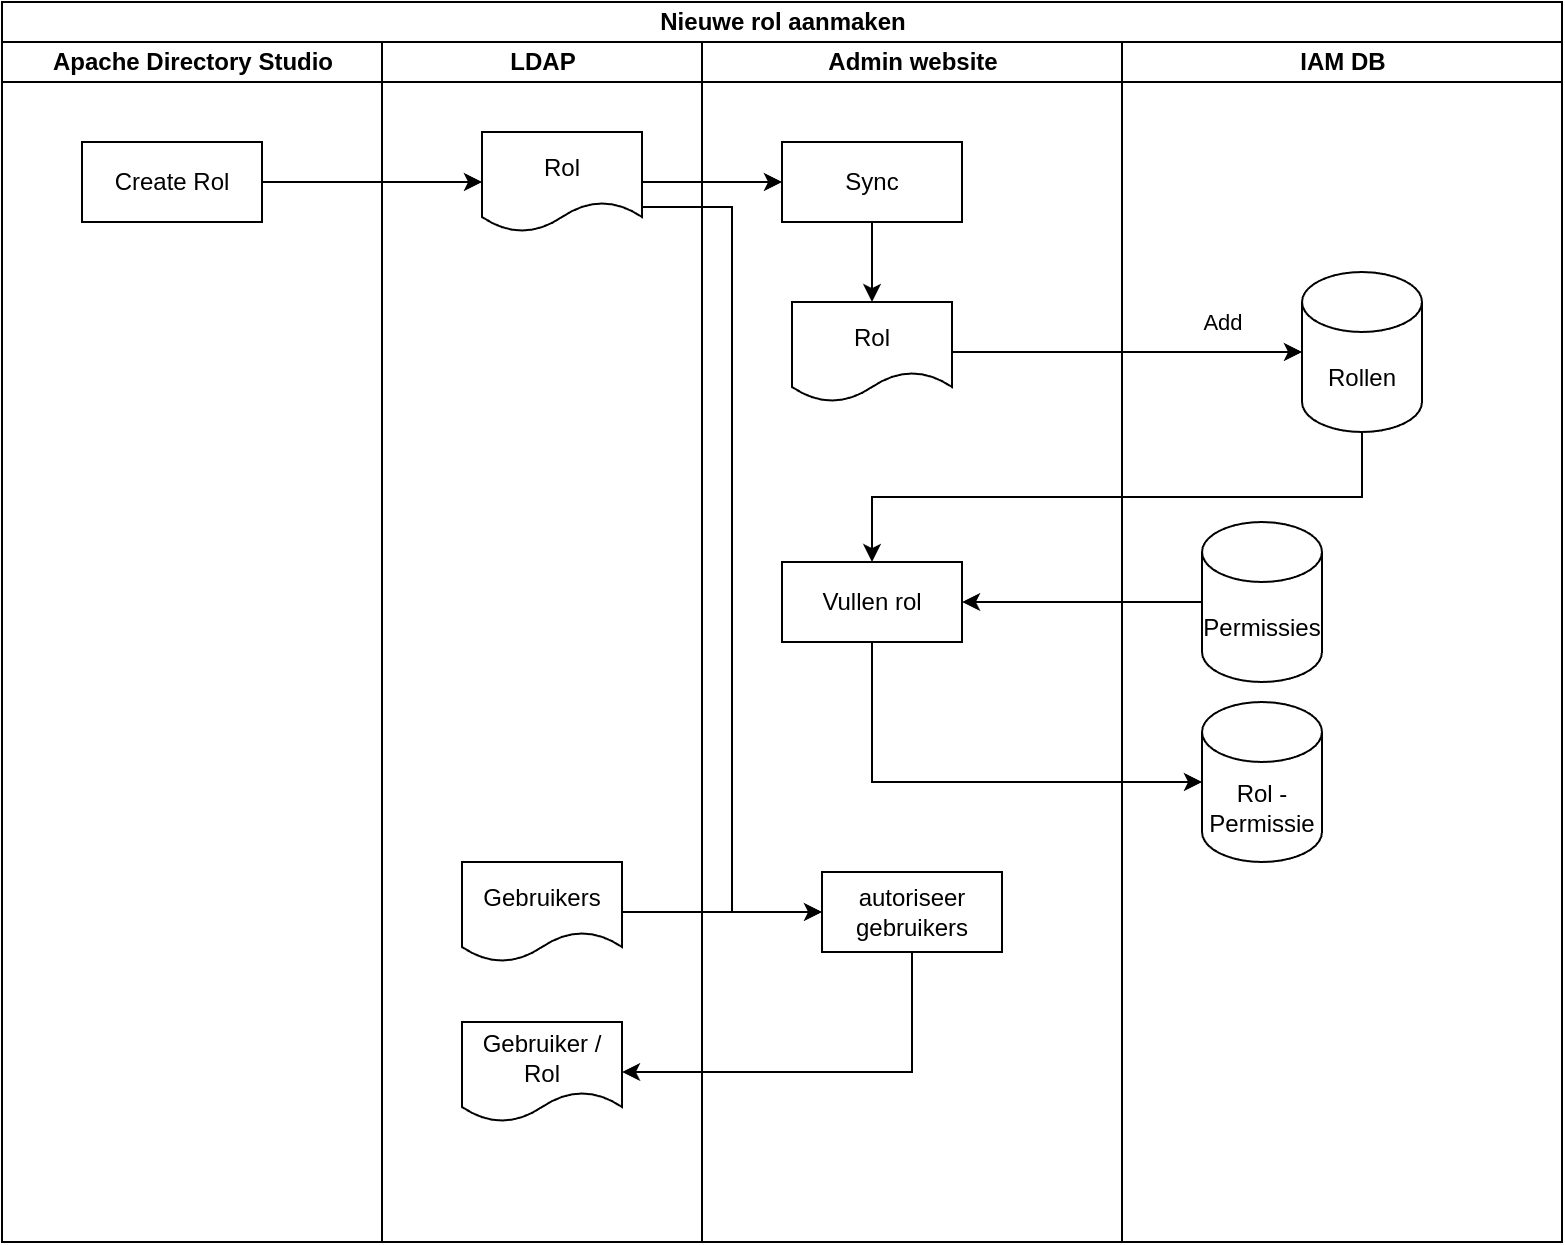 Nieuwe rol aanmaken
Apache Directory Studio
LDAP
Admin website
IAM DB
Create Rol
Rol
Sync
Rol
Add
Rollen
Vullen rol
Permissies
Rol -
Permissie
Gebruikers
autoriseer
gebruikers
Gebruiker /
Rol